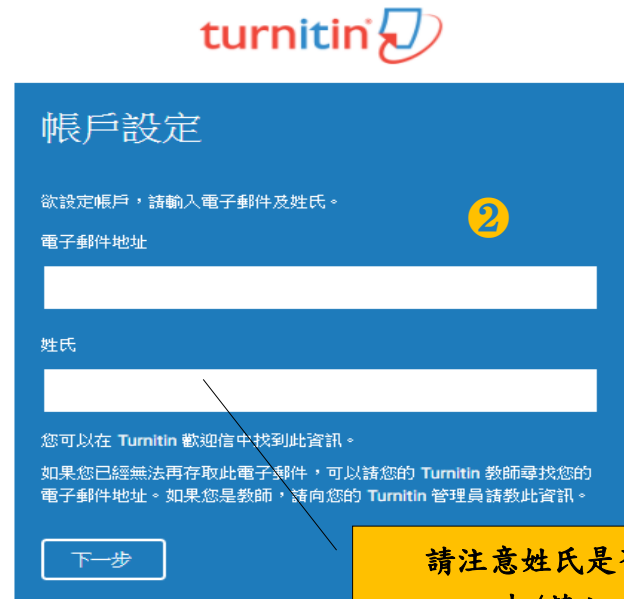 turnitin
帳戶設定
欲設定帳戶，請輸入電子郵件及姓氏。
2
電子郵件地址
姓氏
您可以在 Turnitin 歡迎信中找到此資訊。
如果您已經無法再存取此電子郵件，可以請您的 Turnitin 教師尋找您的
電子郵件地址。如果您是教師，請向您的 Turnitin 管理員請教此資訊。
下一步
請注意姓氏是